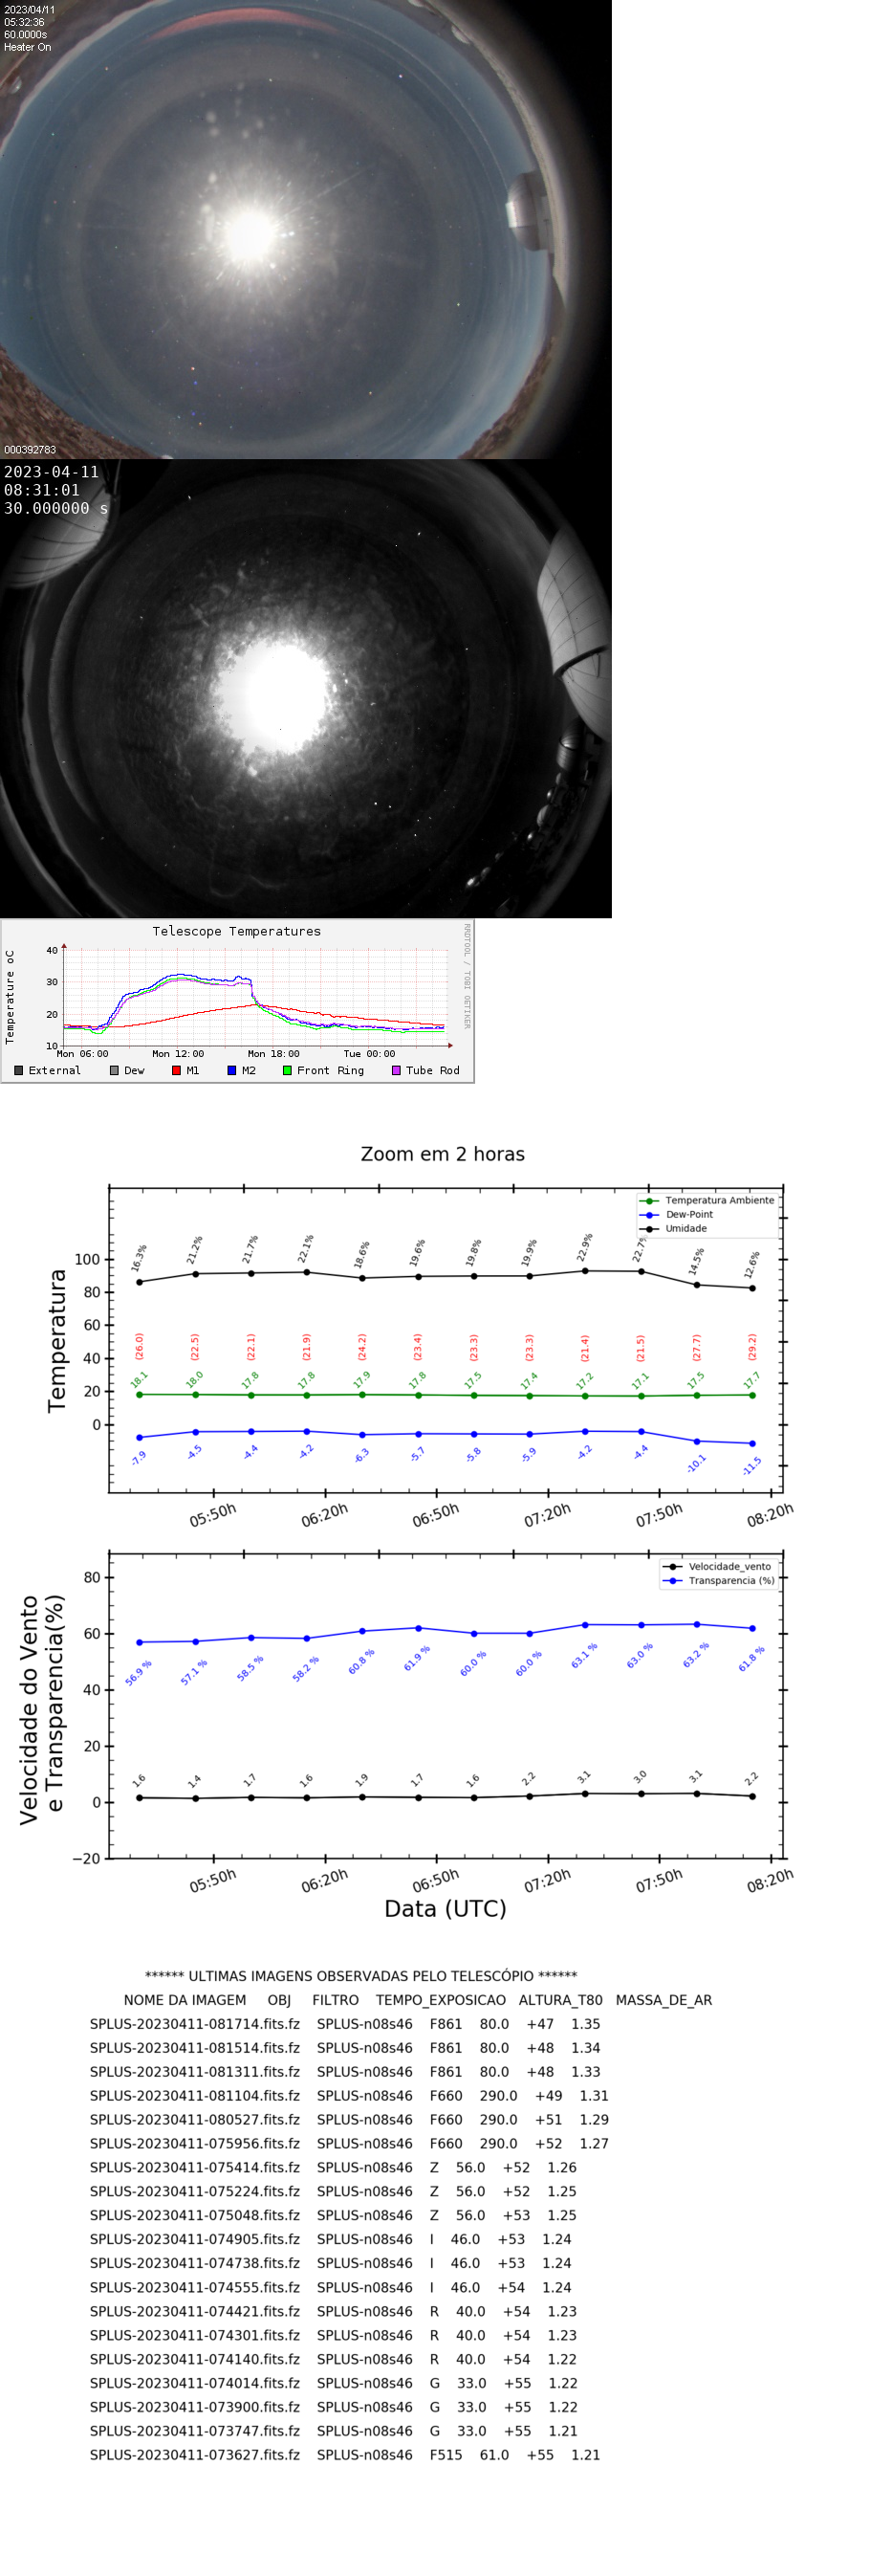 2023/04/11
05:32:36
60.0000s
Heater On
000392783
2023-04-11
08:31:01
30.000000 s
Telescope Temperatures
RRDTOOL / TOBI OETIKER
Temperature oC
40
30
20
10
Mon 06:00 Mon 12:00 Mon 18:00 Tue 00:00
External Dew M1 M2 Front Ring Tube Rod
Zoom em 2 horas
Temperatura Ambiente
Dew-Point
Umidade
Temperatura
100
80
60
40
20
0
16.3% 21.2% 21.7% 22.1% 18.6% 19.6% 19.8% 19.9% 22.9% 22.7% 14.5% 12.6%
(26.0) (22.5) (22.1) (21.9) (24.2) (23.4) (23.3) (23.3) (21.4) (21.5) (27.7) (29.2)
18.1 18.0 17.8 17.8 17.9 17.8 17.5 17.4 17.2 17.1 17.5 17.7
-7.9 -4.5 -4.4 -4.2 -6.3 -5.7 -5.8 -5.9 -4.2 -4.4 -10.1 -11.5
05:50h 06:20h 06:50h 07:20h 07:50h 08:20h
Velocidade_vento
Transparencia (%)
Velocidade do Vento
e Transparencia(%)
80
60
40
20
0
−20
56.9 % 57.1 % 58.5 % 58.2 % 60.8 % 61.9 % 60.0 % 60.0 % 63.1 % 63.0 % 63.2 % 61.8 %
1.6 1.4 1.7 1.6 1.9 1.7 1.6 2.2 3.1 3.0 3.1 2.2
05:50h 06:20h 06:50h 07:20h 07:50h 08:20h
Data (UTC)
****** ULTIMAS IMAGENS OBSERVADAS PELO TELESCÓPIO ******
NOME DA IMAGEM OBJ FILTRO TEMPO_EXPOSICAO ALTURA_T80 MASSA_DE_AR
SPLUS-20230411-081714.fits.fz SPLUS-n08s46 F861 80.0 +47 1.35
SPLUS-20230411-081514.fits.fz SPLUS-n08s46 F861 80.0 +48 1.34
SPLUS-20230411-081311.fits.fz SPLUS-n08s46 F861 80.0 +48 1.33
SPLUS-20230411-081104.fits.fz SPLUS-n08s46 F660 290.0 +49 1.31
SPLUS-20230411-080527.fits.fz SPLUS-n08s46 F660 290.0 +51 1.29
SPLUS-20230411-075956.fits.fz SPLUS-n08s46 F660 290.0 +52 1.27
SPLUS-20230411-075414.fits.fz SPLUS-n08s46 Z 56.0 +52 1.26
SPLUS-20230411-075224.fits.fz SPLUS-n08s46 Z 56.0 +52 1.25
SPLUS-20230411-075048.fits.fz SPLUS-n08s46 Z 56.0 +53 1.25
SPLUS-20230411-074905.fits.fz SPLUS-n08s46 I 46.0 +53 1.24
SPLUS-20230411-074738.fits.fz SPLUS-n08s46 I 46.0 +53 1.24
SPLUS-20230411-074555.fits.fz SPLUS-n08s46 I 46.0 +54 1.24
SPLUS-20230411-074421.fits.fz SPLUS-n08s46 R 40.0 +54 1.23
SPLUS-20230411-074301.fits.fz SPLUS-n08s46 R 40.0 +54 1.23
SPLUS-20230411-074140.fits.fz SPLUS-n08s46 R 40.0 +54 1.22
SPLUS-20230411-074014.fits.fz SPLUS-n08s46 G 33.0 +55 1.22
SPLUS-20230411-073900.fits.fz SPLUS-n08s46 G 33.0 +55 1.22
SPLUS-20230411-073747.fits.fz SPLUS-n08s46 G 33.0 +55 1.21
SPLUS-20230411-073627.fits.fz SPLUS-n08s46 F515 61.0 +55 1.21